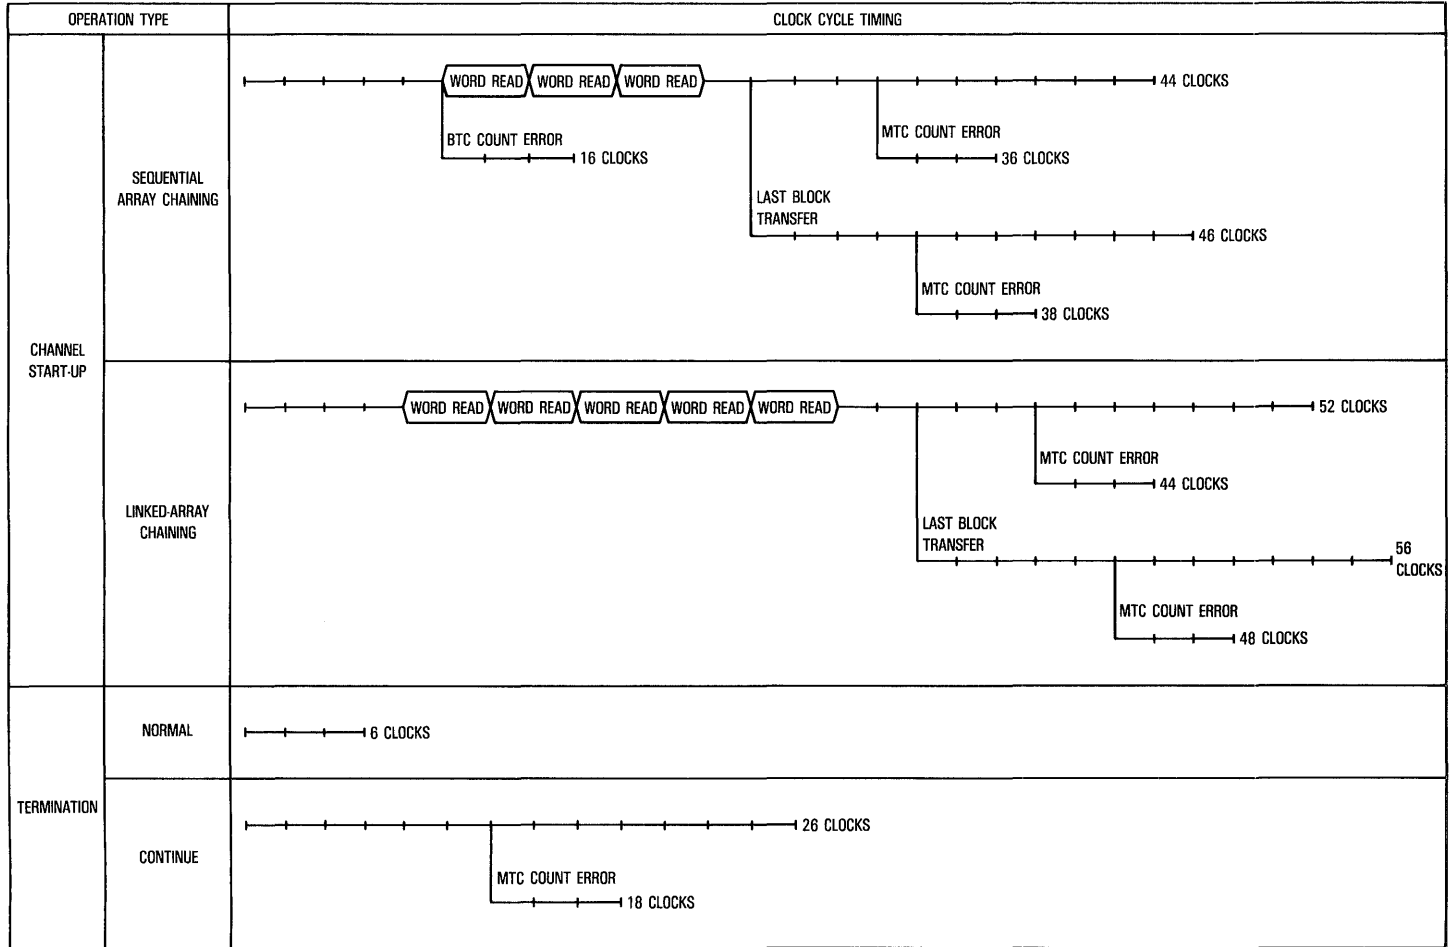 OPERATION TYPE CLOCK CYCLE TIMING
WORD READ WORD READ WORD READ 44 CLOCKS
BTC COUNT ERROR MTC COUNT ERROR
16 CLOCKS 36 CLOCKS
SEQUENTIAL
ARRAY CHAINING
LAST BLOCK
TRANSFER
46 CLOCKS
MTC COUNT ERROR
38 CLOCKS
CHANNEL
START-UP
WORD READ WORD READ WORD READ WORD READ WORD READ 52 CLOCKS
MTC COUNT ERROR
44 CLOCKS
LINKED-ARRAY
CHAINING
LAST BLOCK
TRANSFER
56
CLOCKS
MTC COUNT ERROR
48 CLOCKS
NORMAL 6 CLOCKS
TERMINATION
26 CLOCKS
CONTINUE
MTC COUNT ERROR
18 CLOCKS